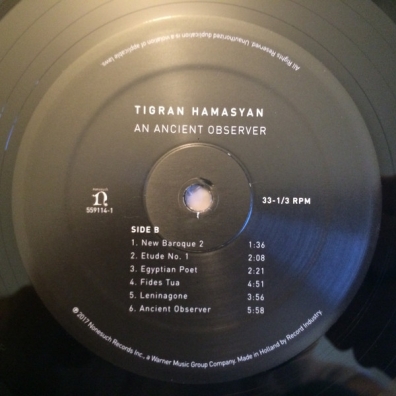 All Rights Reserved. Unauthorized duplication is a violation of applicable laws.
TIGRAN HAMASYAN
AN ANCIENT OBSERVER
nonesuch
559114-1
33-1/3 RPM
SIDE B
1. New Baroque 2 1:36
2. Etude No. 1 2:08
3. Egyptian Poet 2:21
4. Fides Tua 4:51
5. Leninagone 3:56
6. Ancient Observer 5:58
℗ 2017 Nonesuch Records Inc., a Warner Music Group Company. Made in Holland by Record Industry.